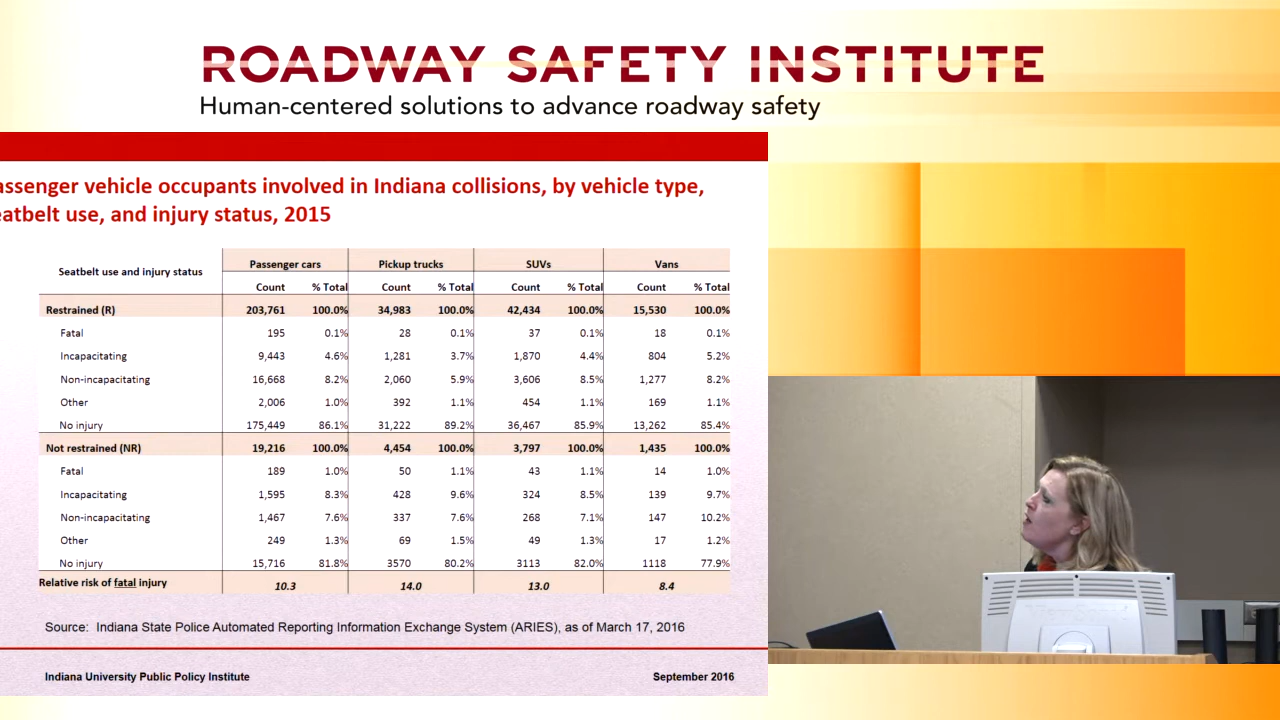 ROADWAY SAFETY INSTITUTE
Human-centered solutions to advance roadway safety
assenger vehicle occupants involved in Indiana collisions, by vehicle type,
eatbelt use, and injury status, 2015
Seatbelt use and injury status Passenger cars Pickup trucks SUVs Vans
Count % Total Count % Total Count % Total Count % Total
Restrained (R) 203,761 100.0% 34,983 100.0% 42,434 100.0% 15,530 100.0%
Fatal 195 0.1% 28 0.1% 37 0.1% 18 0.1%
Incapacitating 9,443 4.6% 1,281 3.7% 1,870 4.4% 804 5.2%
Non-incapacitating 16,668 8.2% 2,060 5.9% 3,606 8.5% 1,277 8.2%
Other 2,006 1.0% 392 1.1% 454 1.1% 169 1.1%
No injury 175,449 86.1% 31,222 89.2% 36,467 85.9% 13,262 85.4%
Not restrained (NR) 19,216 100.0% 4,454 100.0% 3,797 100.0% 1,435 100.0%
Fatal 189 1.0% 50 1.1% 43 1.1% 14 1.0%
Incapacitating 1,595 8.3% 428 9.6% 324 8.5% 139 9.7%
Non-incapacitating 1,467 7.6% 337 7.6% 268 7.1% 147 10.2%
Other 249 1.3% 69 1.5% 49 1.3% 17 1.2%
No injury 15,716 81.8% 3570 80.2% 3113 82.0% 1118 77.9%
Relative risk of fatal injury 10.3 14.0 13.0 8.4
Source: Indiana State Police Automated Reporting Information Exchange System (ARIES), as of March 17, 2016
Indiana University Public Policy Institute September 2016